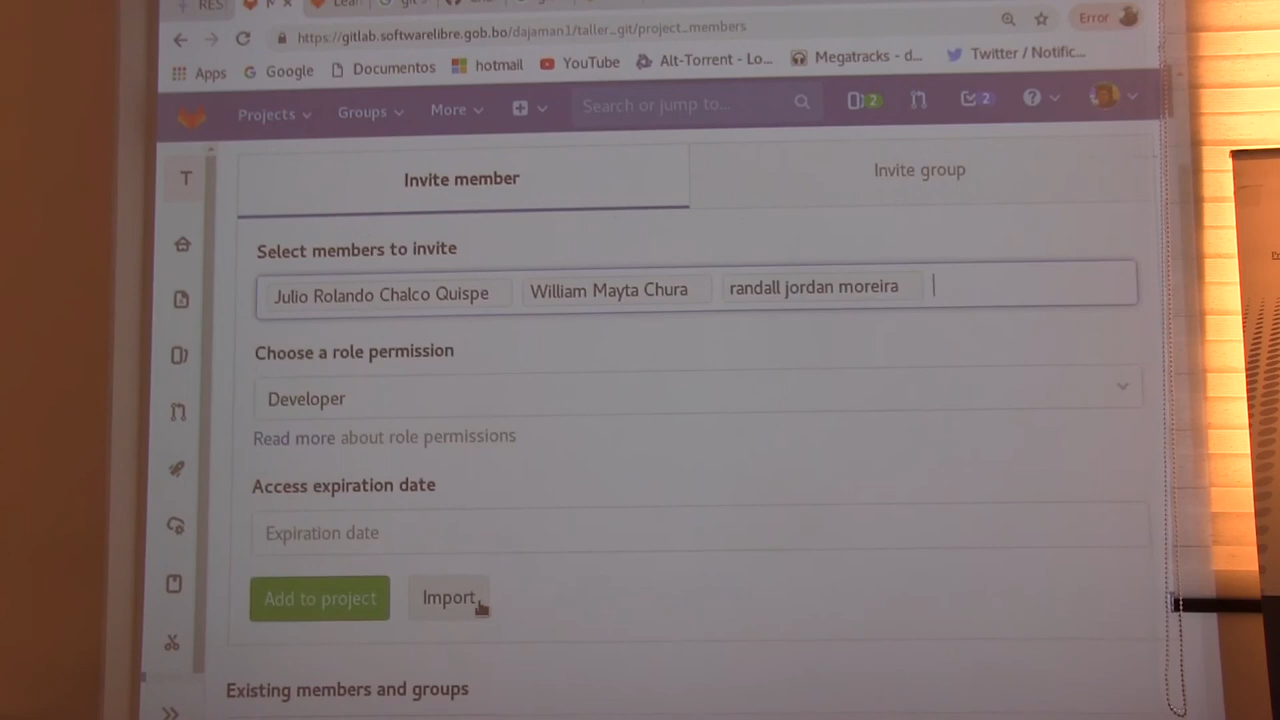 RES
git
https://gitlab.softwarelibre.gob.bo/dajaman1/taller_git/project_members
Error
Apps Google Documentos hotmail YouTube Alt-Torrent - Lo... Megatracks - d... Twitter / Notific...
Projects Groups More Search or jump to... 2 2
T
Invite member Invite group
Select members to invite
Julio Rolando Chalco Quispe William Mayta Chura randall jordan moreira
Choose a role permission
Developer
Read more about role permissions
Access expiration date
Expiration date
Add to project Import
Existing members and groups